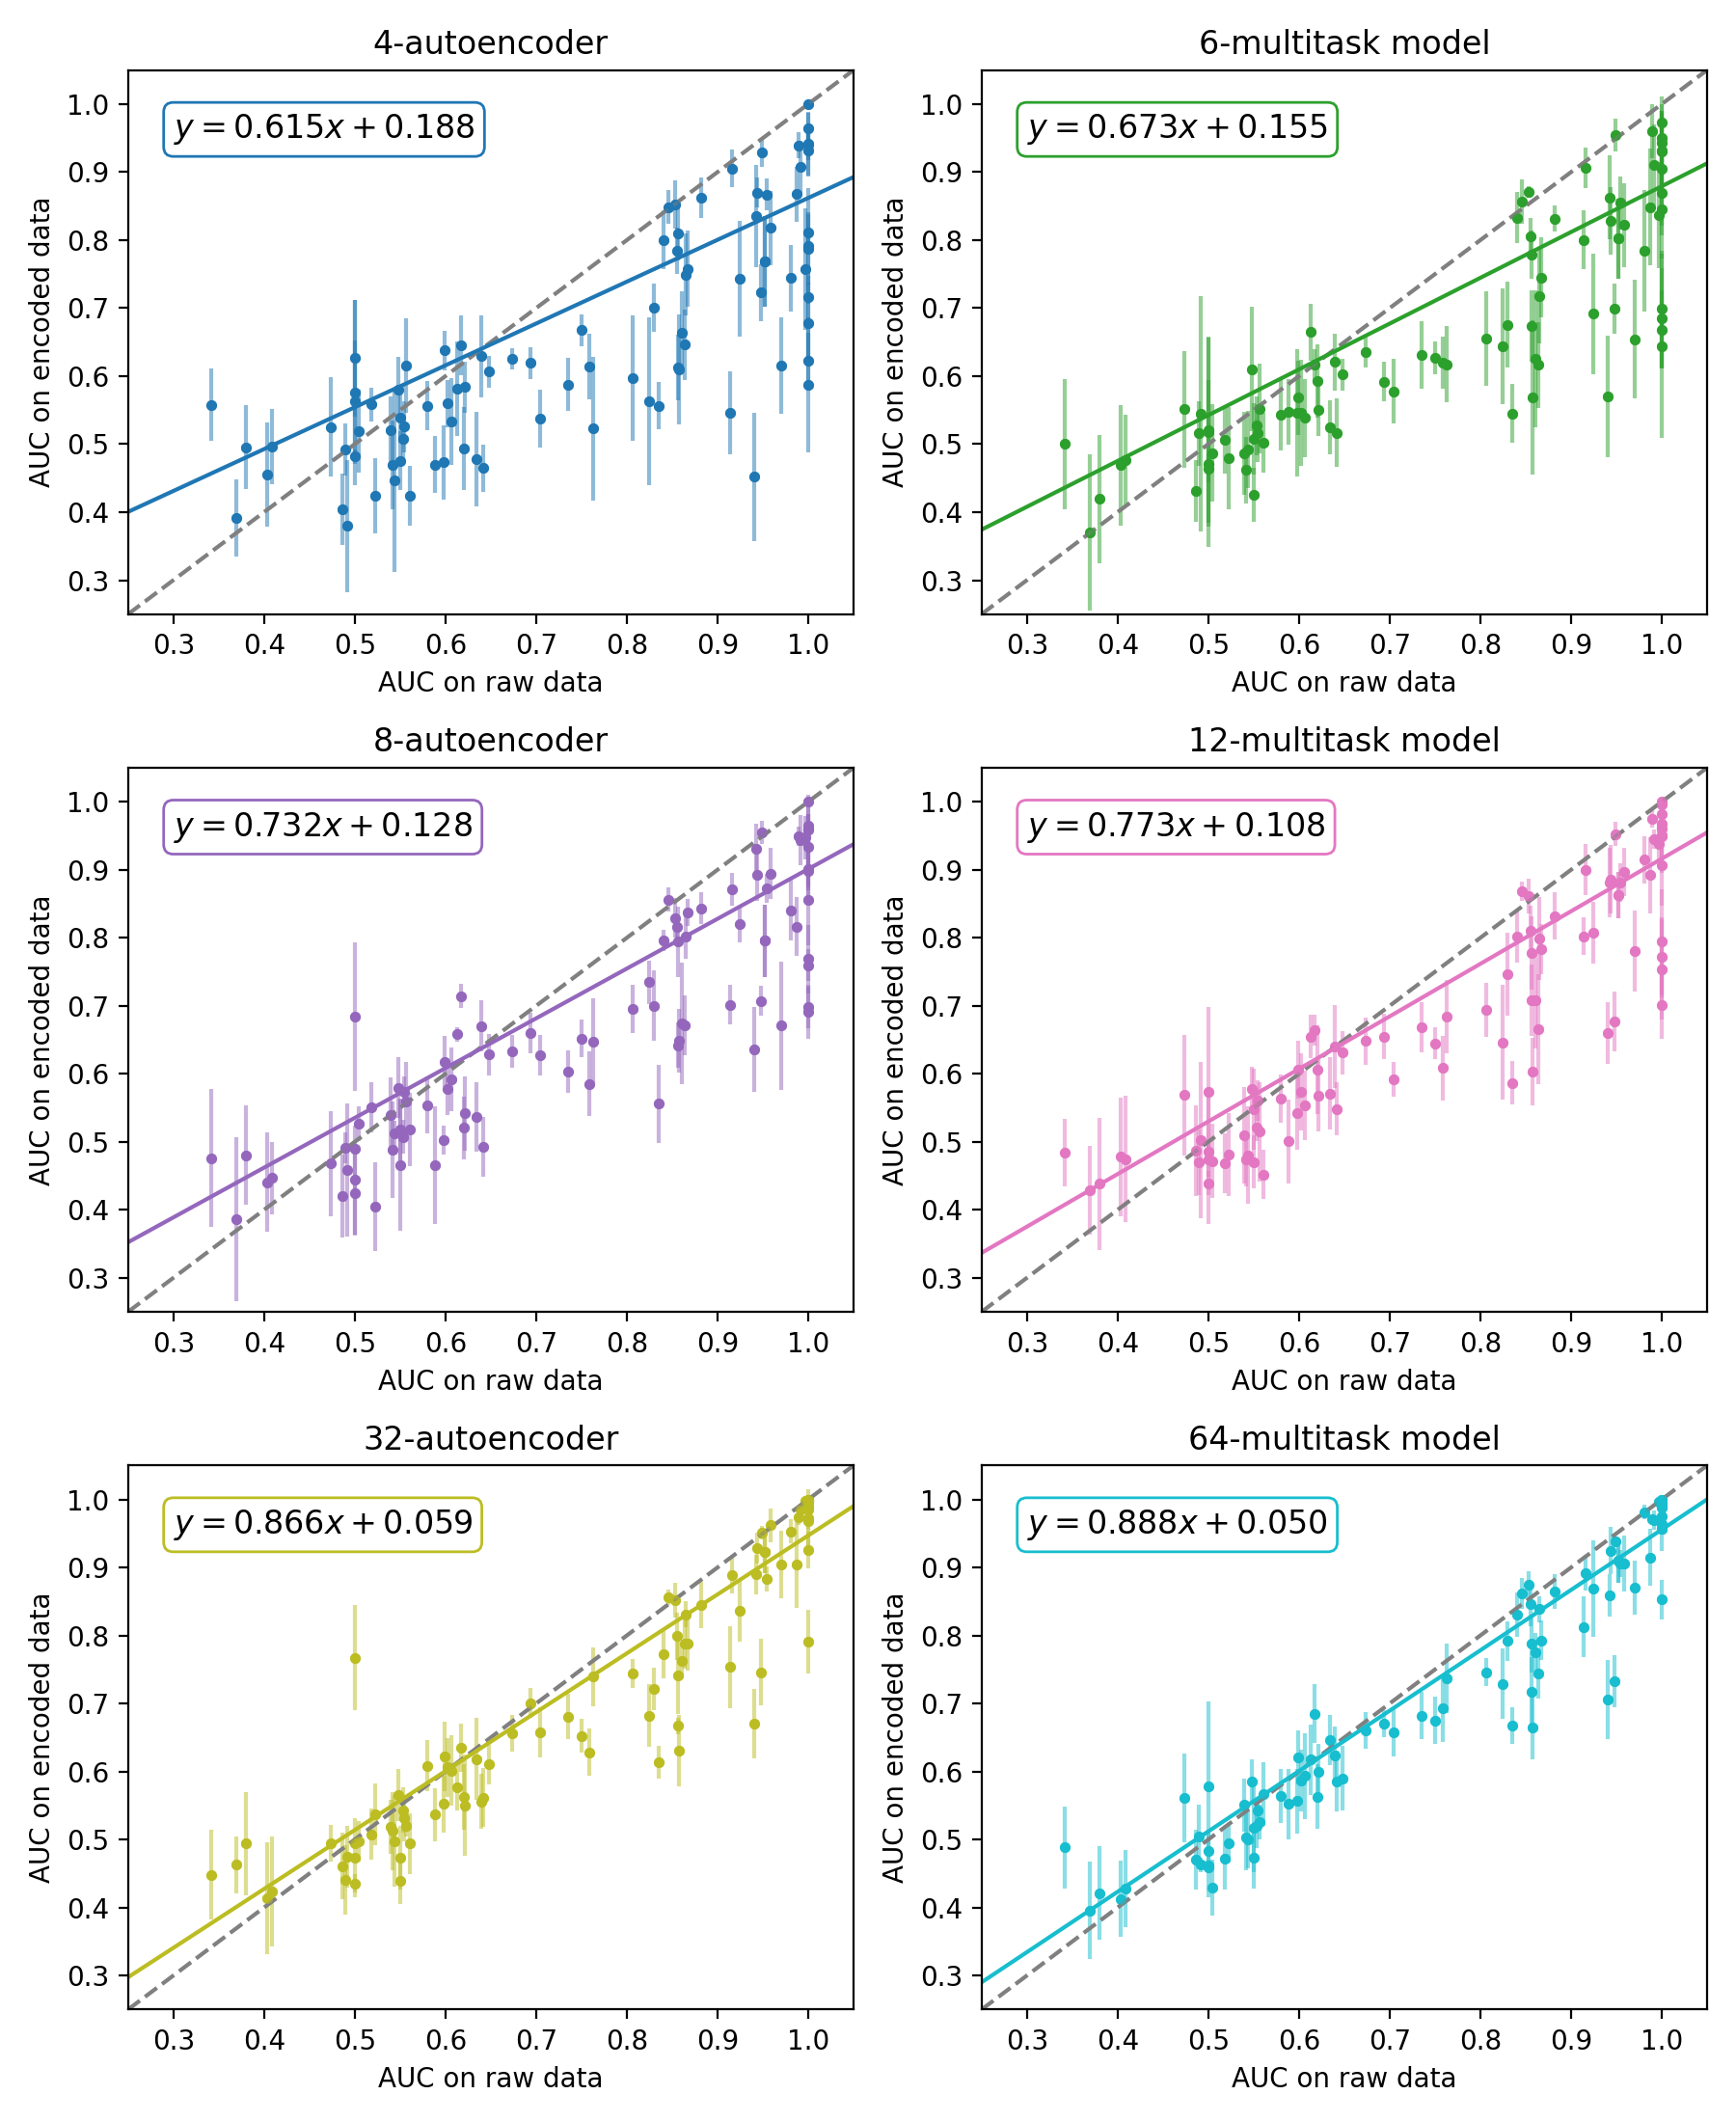 4-autoencoder
y = 0.615x + 0.188
AUC on encoded data
1.0
0.9
0.8
0.7
0.6
0.5
0.4
0.3
0.3 0.4 0.5 0.6 0.7 0.8 0.9 1.0
AUC on raw data
6-multitask model
y = 0.673x + 0.155
AUC on encoded data
1.0
0.9
0.8
0.7
0.6
0.5
0.4
0.3
0.3 0.4 0.5 0.6 0.7 0.8 0.9 1.0
AUC on raw data
8-autoencoder
y = 0.732x + 0.128
AUC on encoded data
1.0
0.9
0.8
0.7
0.6
0.5
0.4
0.3
0.3 0.4 0.5 0.6 0.7 0.8 0.9 1.0
AUC on raw data
12-multitask model
y = 0.773x + 0.108
AUC on encoded data
1.0
0.9
0.8
0.7
0.6
0.5
0.4
0.3
0.3 0.4 0.5 0.6 0.7 0.8 0.9 1.0
AUC on raw data
32-autoencoder
y = 0.866x + 0.059
AUC on encoded data
1.0
0.9
0.8
0.7
0.6
0.5
0.4
0.3
0.3 0.4 0.5 0.6 0.7 0.8 0.9 1.0
AUC on raw data
64-multitask model
y = 0.888x + 0.050
AUC on encoded data
1.0
0.9
0.8
0.7
0.6
0.5
0.4
0.3
0.3 0.4 0.5 0.6 0.7 0.8 0.9 1.0
AUC on raw data